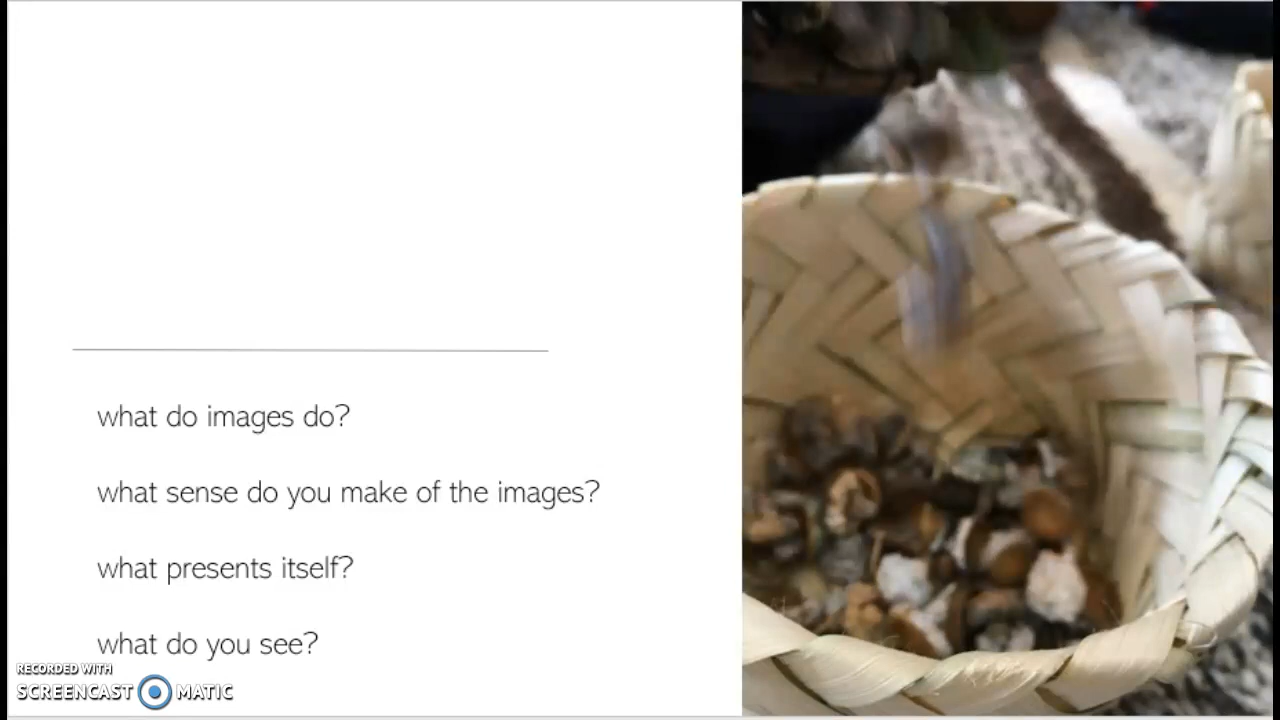 what do images do?
what sense do you make of the images?
what presents itself?
what do you see?
RECORDED WITH
SCREENCAST MATIC